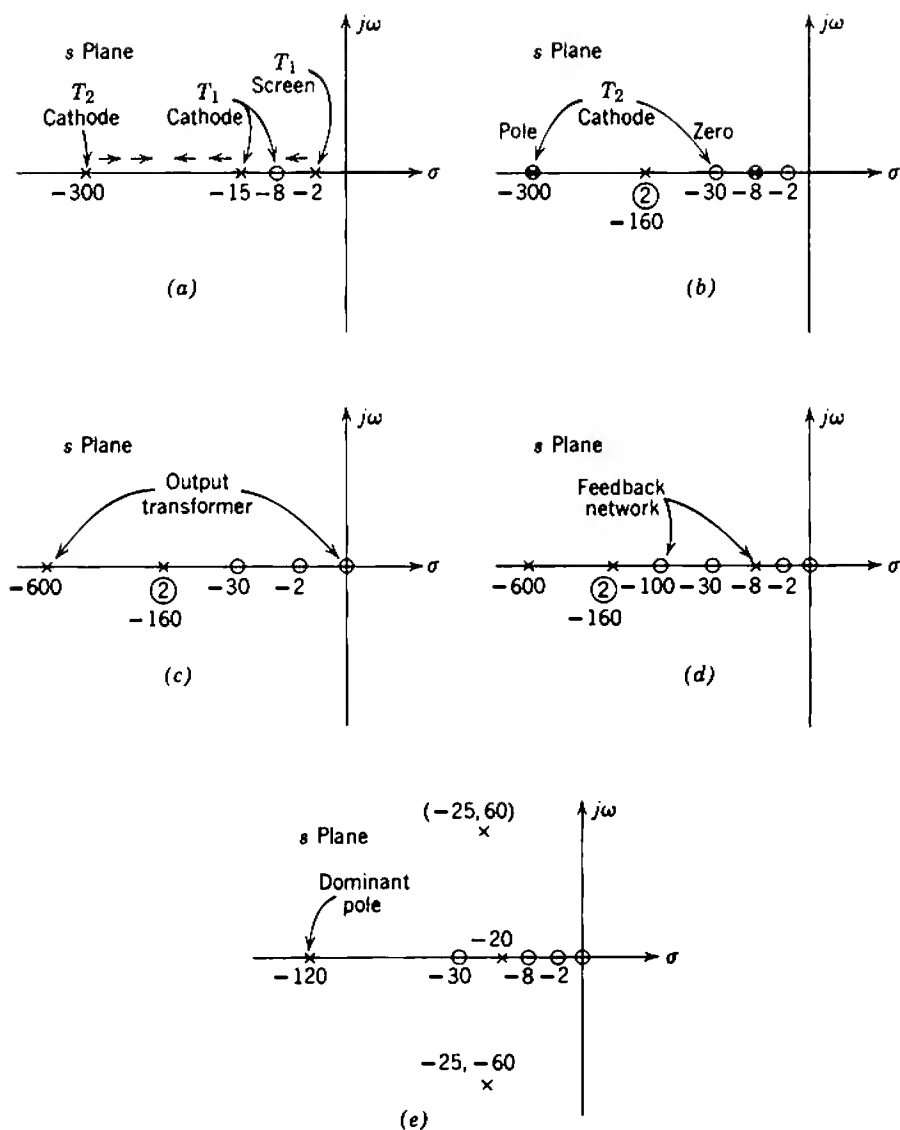 jω
s Plane
T₁
Screen
T₂
Cathode
T₁
Cathode
σ
-300
-15
-8
-2
(a)
jω
s Plane
T₂
Cathode
Pole
Zero
σ
-300
②
-160
-30
-8
-2
(b)
jω
s Plane
Output
transformer
σ
-600
②
-160
-30
-2
(c)
jω
s Plane
Feedback
network
σ
-600
②
-160
-100
-30
-8
-2
(d)
jω
(-25,60)
s Plane
Dominant
pole
-20
σ
-120
-30
-8
-2
-25, -60
(e)